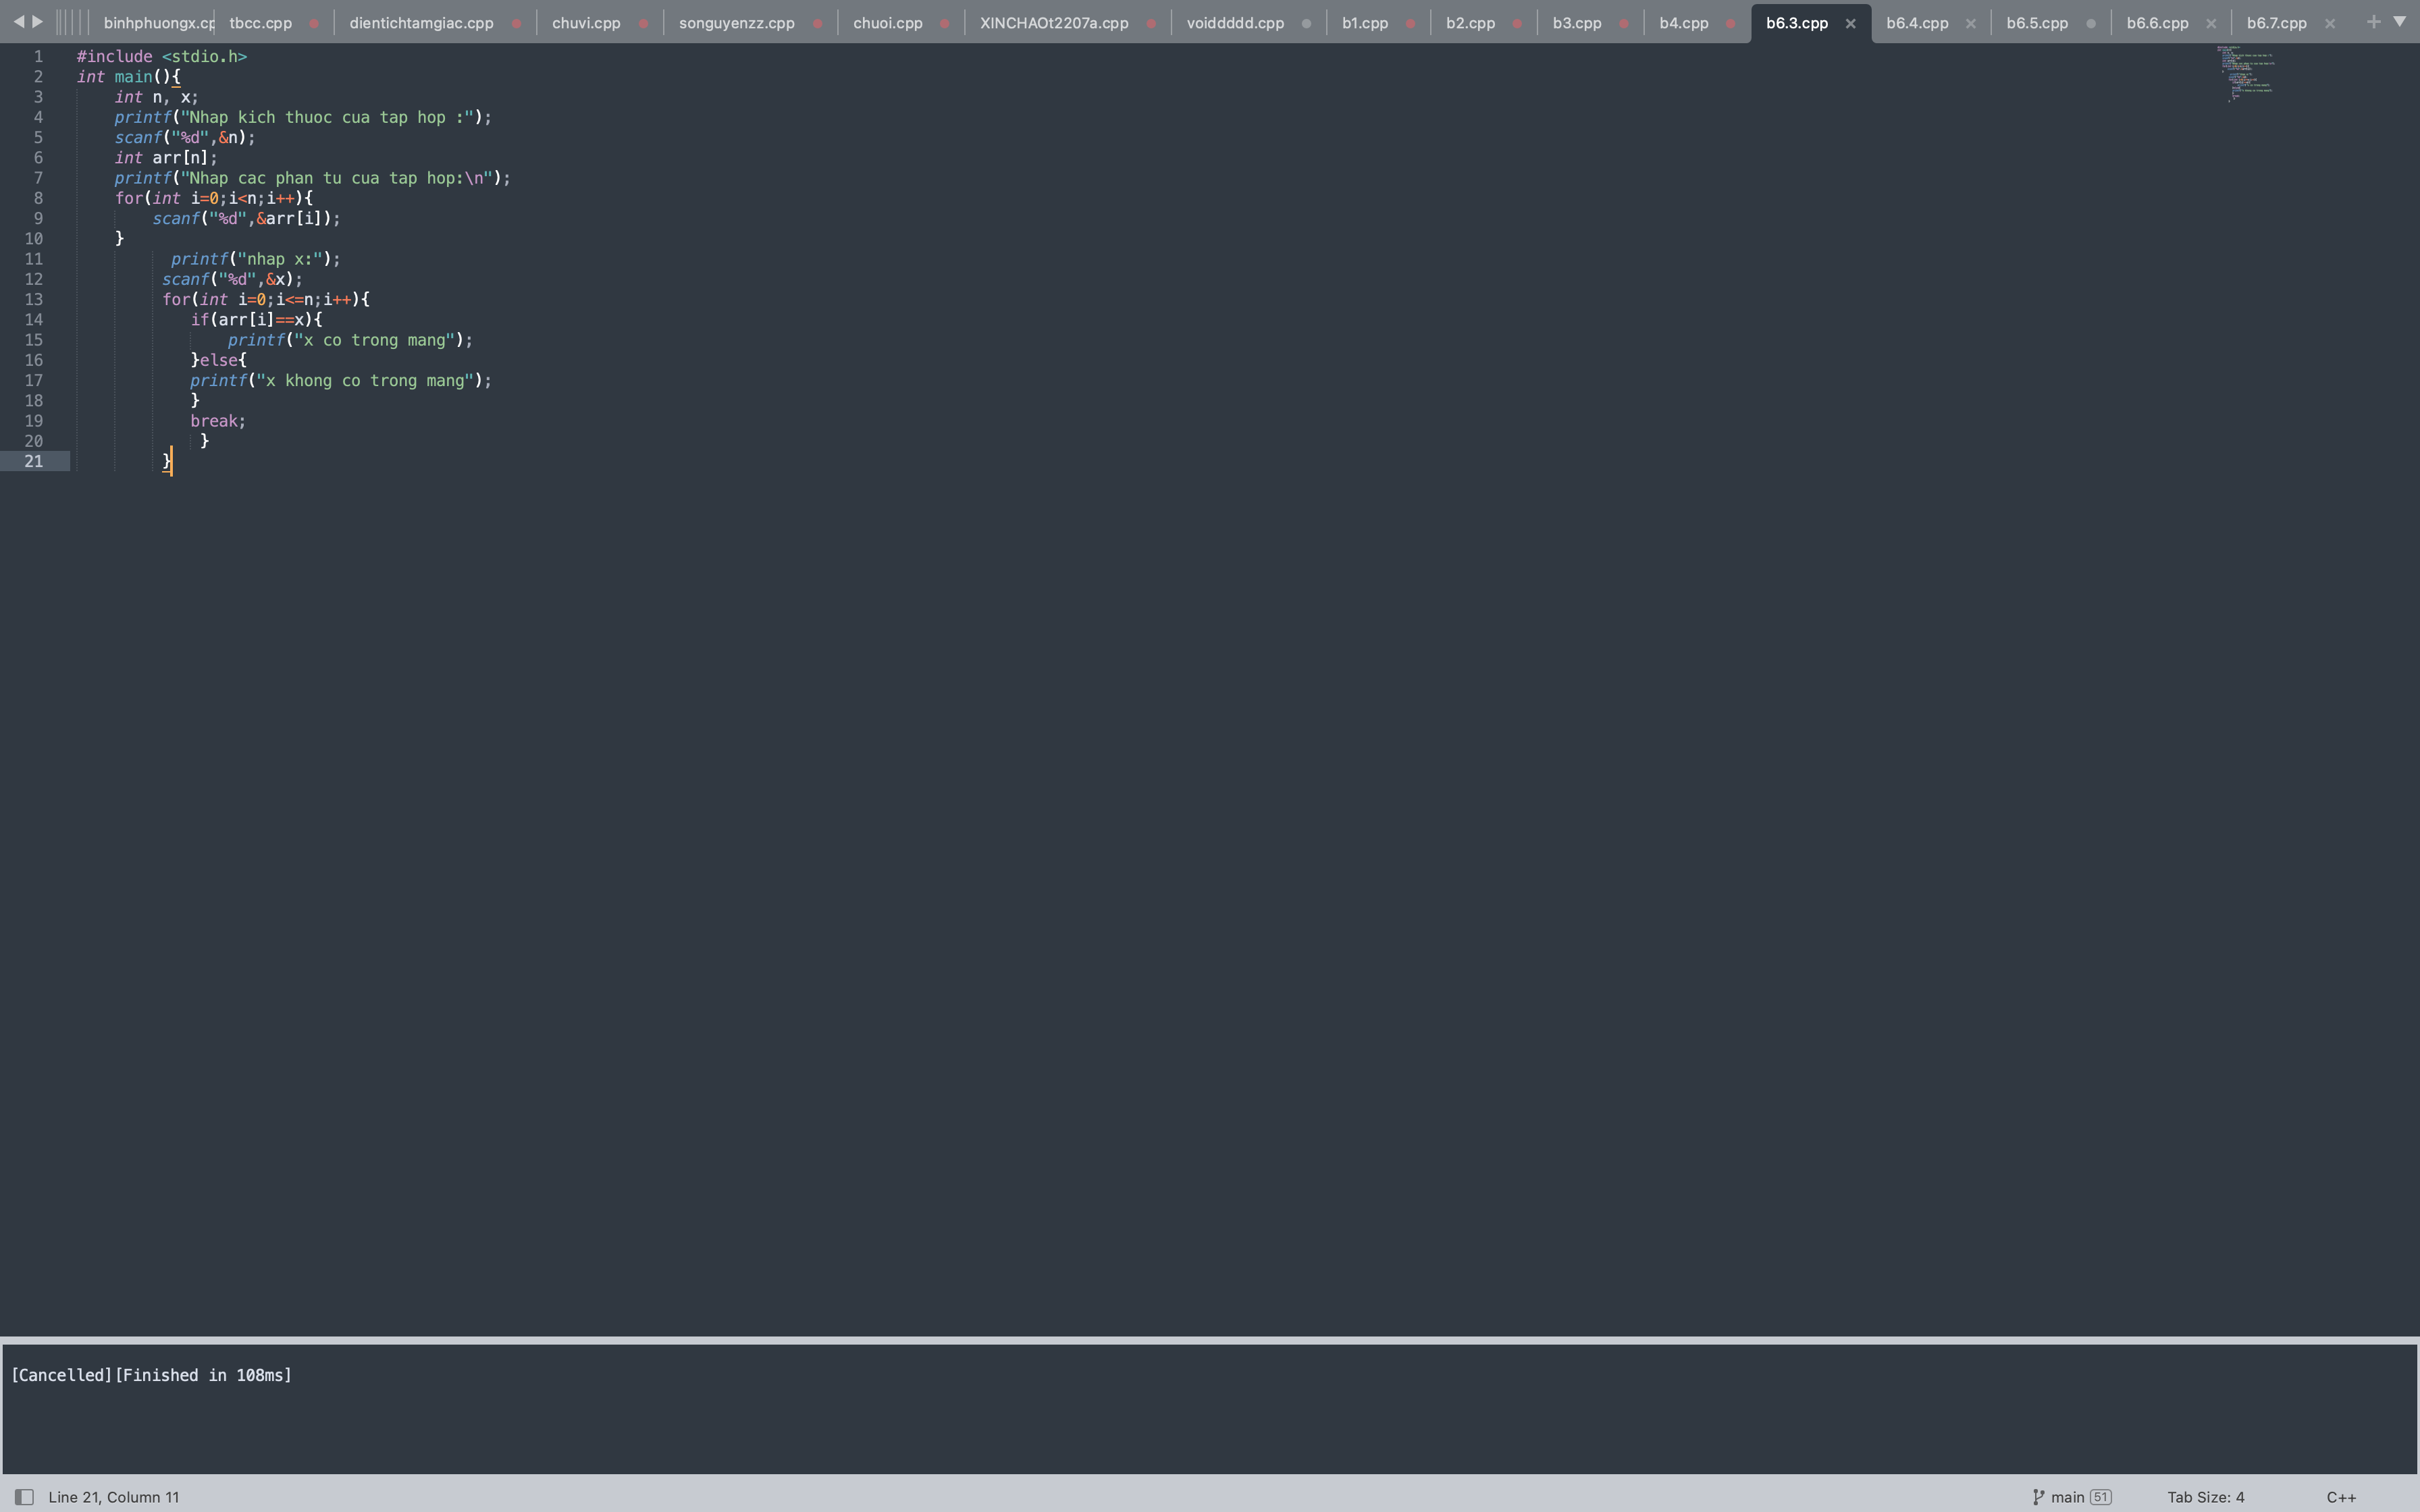 binhphuongx.cp tbcc.cpp dientichtamgiac.cpp chuvi.cpp songuyenzz.cpp chuoi.cpp XINCHAOt2207a.cpp voiddddd.cpp b1.cpp b2.cpp b3.cpp b4.cpp b6.3.cpp b6.4.cpp b6.5.cpp b6.6.cpp b6.7.cpp
1 #include <stdio.h>
2 int main(){
3 int n, x;
4 printf("Nhap kich thuoc cua tap hop :");
5 scanf("%d",&n);
6 int arr[n];
7 printf("Nhap cac phan tu cua tap hop:\n");
8 for(int i=0;i<n;i++){
9 scanf("%d",&arr[i]);
10 }
11 printf("nhap x:");
12 scanf("%d",&x);
13 for(int i=0;i<=n;i++){
14 if(arr[i]==x){
15 printf("x co trong mang");
16 }else{
17 printf("x khong co trong mang");
18 }
19 break;
20 }
21 }
[Cancelled][Finished in 108ms]
Line 21, Column 11 main 51 Tab Size: 4 C++